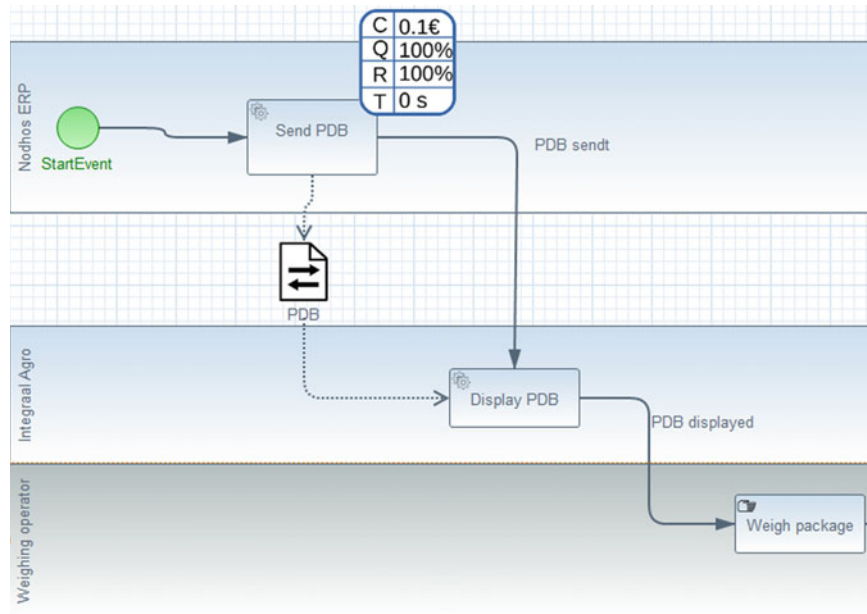 C 0.1€
Q 100%
R 100%
T 0 s
Nodhos ERP
StartEvent
Send PDB
PDB sendt
PDB
Integraal Agro
Display PDB
PDB displayed
Weighing operator
Weigh package